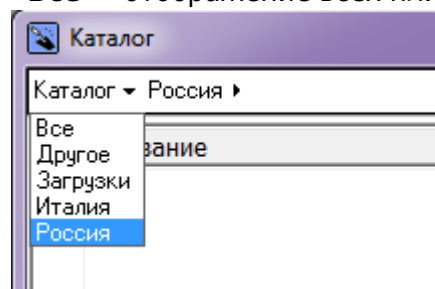 Каталог
Каталог Россия
Все
Другое
вание
Загрузки
Италия
Россия